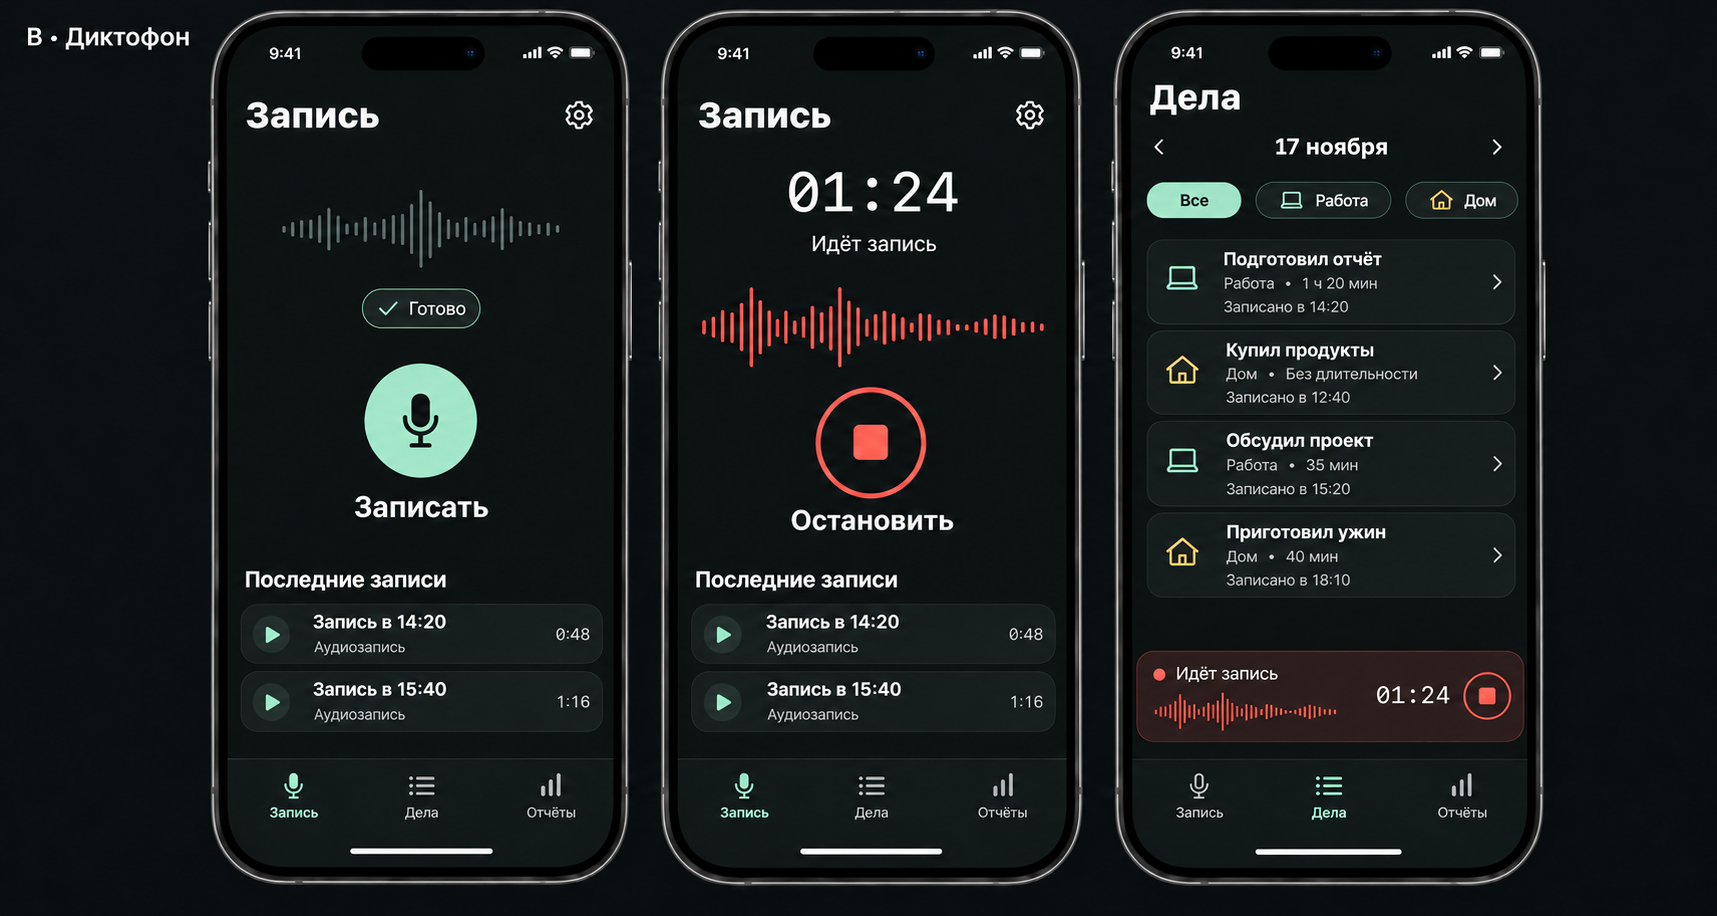 В • Диктофон
9:41
Запись
Готово
Записать
Последние записи
Запись в 14:20
Аудиозапись
0:48
Запись в 15:40
Аудиозапись
1:16
Запись
Дела
Отчёты
9:41
Запись
01:24
Идёт запись
Остановить
Последние записи
Запись в 14:20
Аудиозапись
0:48
Запись в 15:40
Аудиозапись
1:16
Запись
Дела
Отчёты
9:41
Дела
17 ноября
Все
Работа
Дом
Подготовил отчёт
Работа • 1 ч 20 мин
Записано в 14:20
Купил продукты
Дом • Без длительности
Записано в 12:40
Обсудил проект
Работа • 35 мин
Записано в 15:20
Приготовил ужин
Дом • 40 мин
Записано в 18:10
Идёт запись
01:24
Запись
Дела
Отчёты